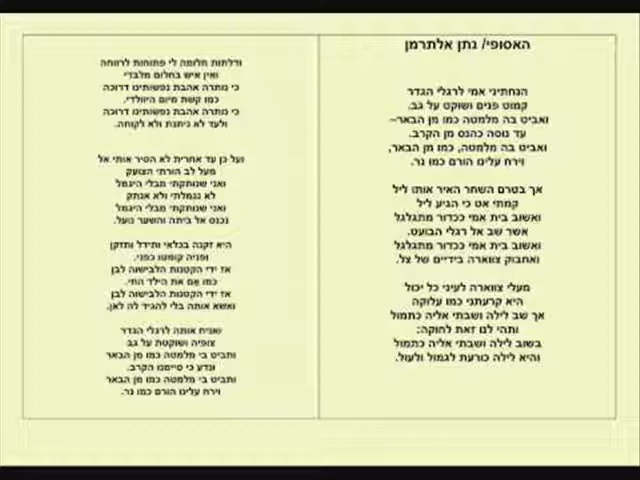 האסופי/ נתן אלתרמן
הנחתיני אמי לרגלי הגדר
קמוט פנים ושוקט על גב.
ואביט בה מלמטה כמו מן הבאר–
עד נוסה כהנס מן הקרב.
ואביט בה מלמטה, כמו מן הבאר,
וירח עלינו הורם כמו נר.
אך בטרם השחר האיר אותו ליל
קמתי אט כי הגיע ליל
ואשוב בית אמי ככדור מתגלגל
אשר שב אל רגלי הבועט.
ואשוב בית אמי ככדור מתגלגל
ואחבוק צווארה בידיים של צל.
מעלי צווארה לעיני כל יכול
היא קרעתני כמו עלוקה
אך שב לילה ושבתי אליה כתמול
ותהי לנו זאת לחוקה:
בשוב לילה ושבתי אליה כתמול
והיא לילה כורעת לגמול ולעול.
ודלתות חלומה לי פתוחות לרווחה
ואין איש בחלום מלבדי
כי נותרה אהבת נפשותינו דרוכה
כמו קשת מיום היוולדי.
כי נותרה אהבת נפשותינו דרוכה
ולעד לא ניתנת ולא לקוחה.
ועל כן עד אחרית לא הסיר אותי אל
מעל לב הורתי הצועק
ואני שנותקתי מבלי היגמל
לא נגמלתי ולא אנתק
ואני שנותקתי מבלי היגמל
נכנס אל ביתה והשער נועל.
היא זקנה בכלאי ותידל ותזקן
ופניה קומטו כפני.
אז ידי הקטנות הלבישוה לבן
כמו אם את הילד החי.
אז ידי הקטנות הלבישוה לבן
ואשא אותה בלי להגיד לה לאן.
ואניח אותה לרגלי הגדר
צופיה ושוקטת על גב
ותביט בי מלמטה כמו מן הבאר
ונדע כי סיימנו הקרב.
ותביט בי מלמטה כמו מן הבאר
וירח עלינו הורם כמו נר.